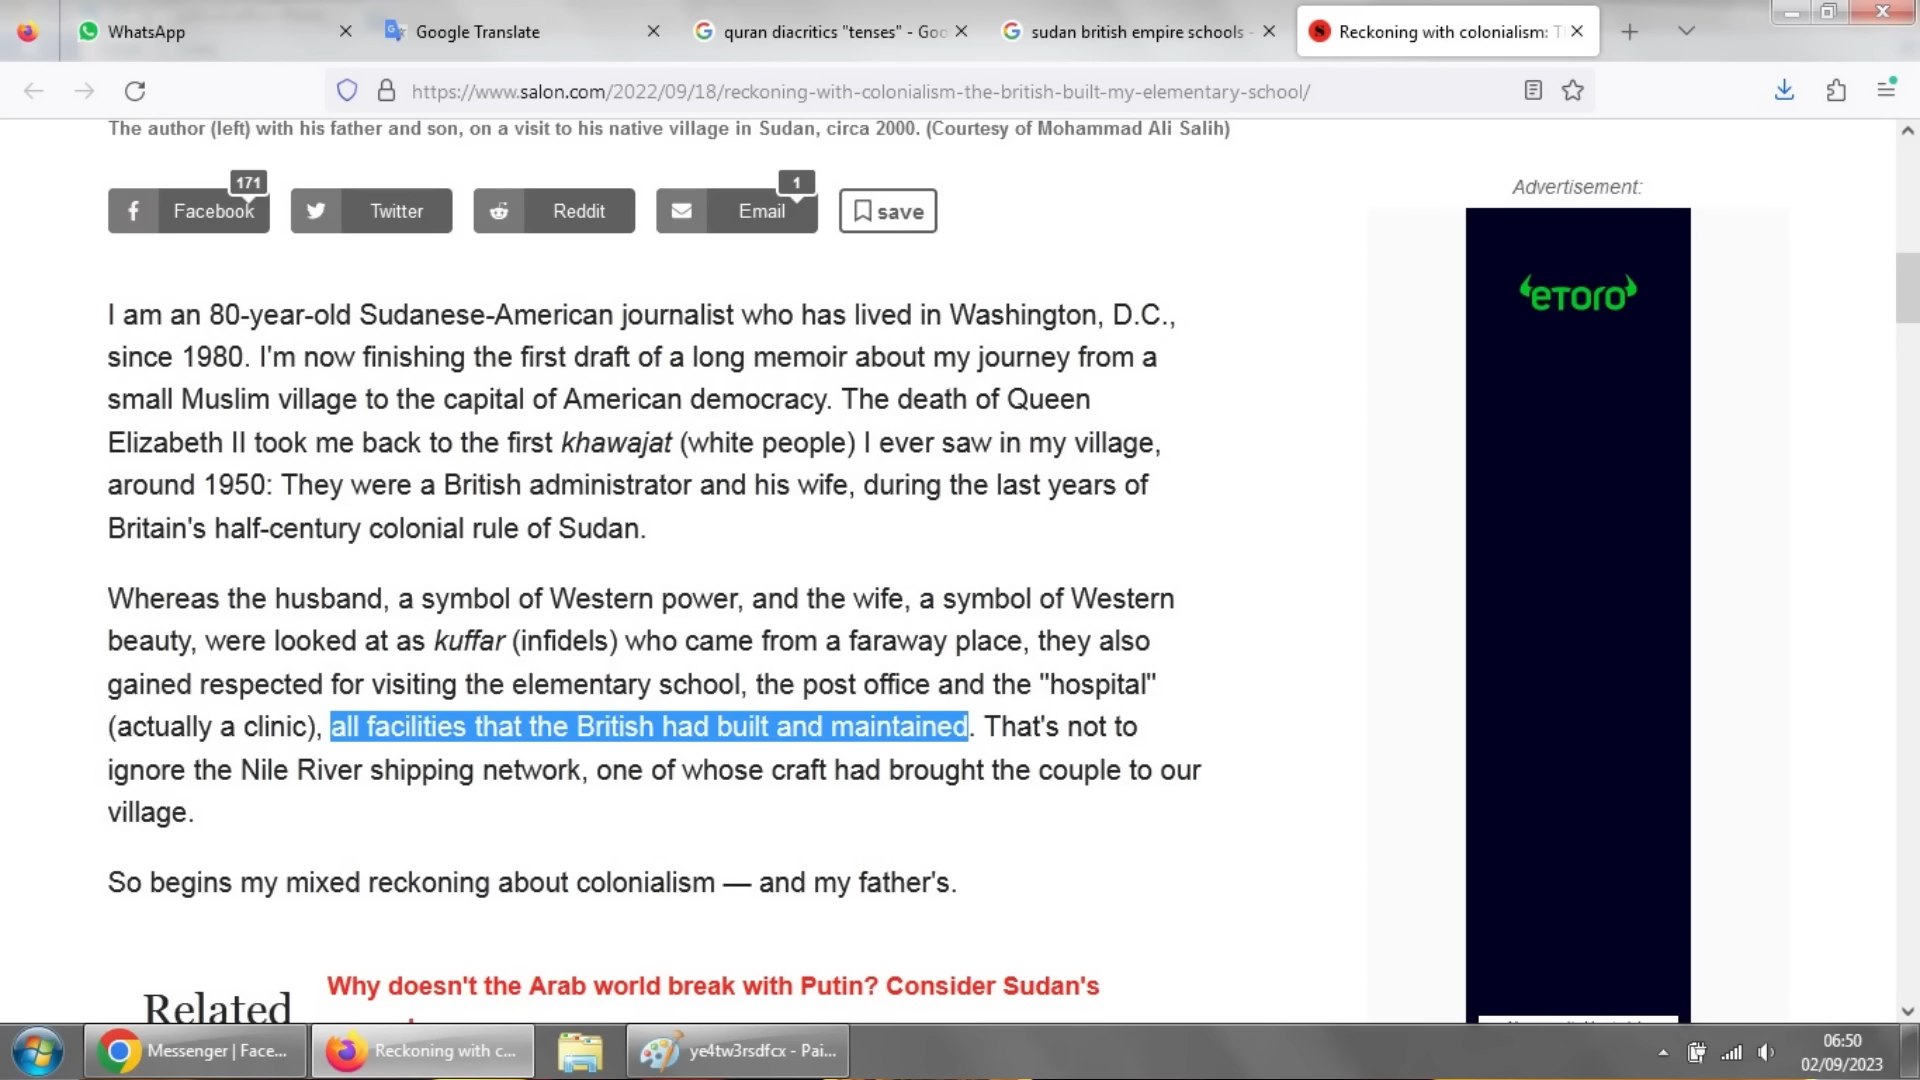 WhatsApp
Google Translate
quran diacritics "tenses" - Goo
sudan british empire schools -
Reckoning with colonialism: T
https://www.salon.com/2022/09/18/reckoning-with-colonialism-the-british-built-my-elementary-school/
The author (left) with his father and son, on a visit to his native village in Sudan, circa 2000. (Courtesy of Mohammad Ali Salih)
171
1
Facebook
Twitter
Reddit
Email
save
Advertisement:
eToro
I am an 80-year-old Sudanese-American journalist who has lived in Washington, D.C.,
since 1980. I'm now finishing the first draft of a long memoir about my journey from a
small Muslim village to the capital of American democracy. The death of Queen
Elizabeth II took me back to the first khawajat (white people) I ever saw in my village,
around 1950: They were a British administrator and his wife, during the last years of
Britain's half-century colonial rule of Sudan.
Whereas the husband, a symbol of Western power, and the wife, a symbol of Western
beauty, were looked at as kuffar (infidels) who came from a faraway place, they also
gained respected for visiting the elementary school, the post office and the "hospital"
(actually a clinic), all facilities that the British had built and maintained. That's not to
ignore the Nile River shipping network, one of whose craft had brought the couple to our
village.
So begins my mixed reckoning about colonialism — and my father's.
Related
Why doesn't the Arab world break with Putin? Consider Sudan's
Messenger | Face...
Reckoning with c...
ye4tw3rsdfcx - Pai...
06:50
02/09/2023